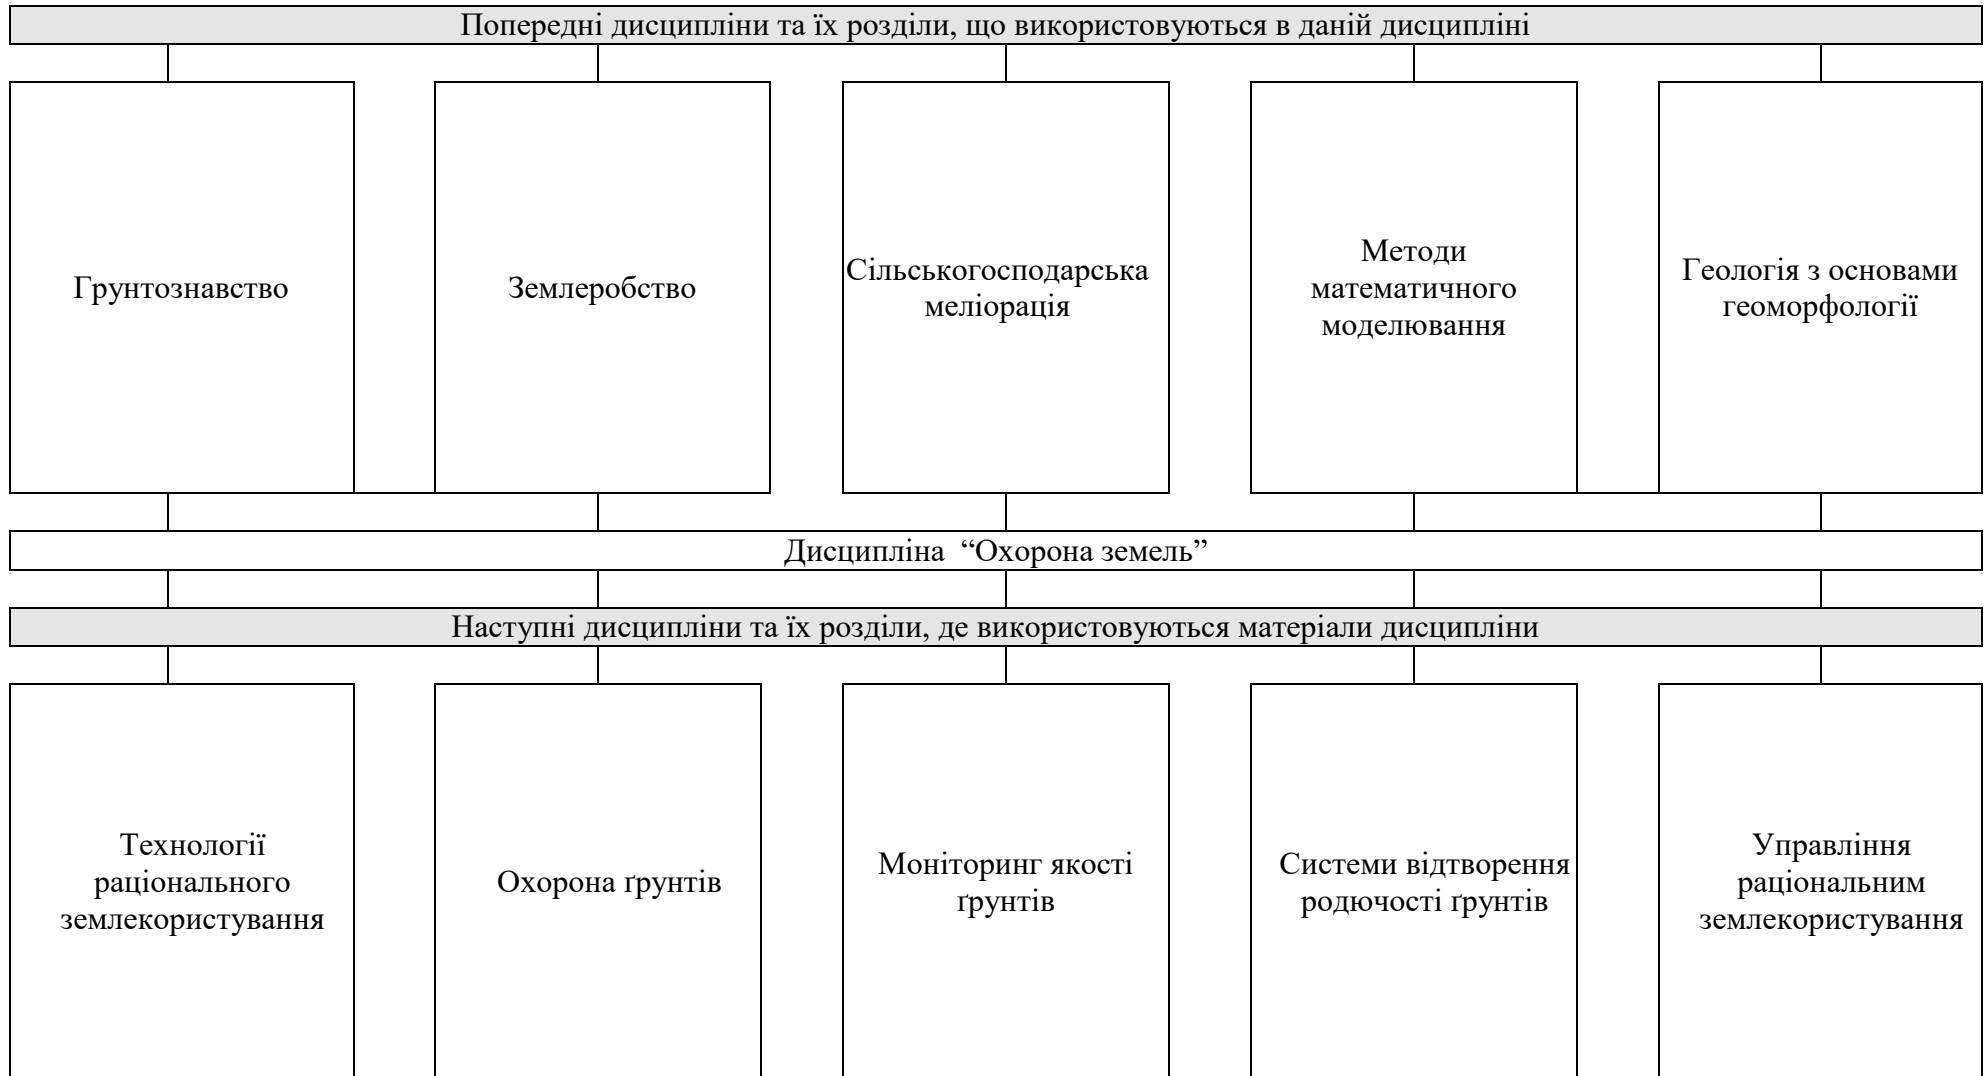 Попередні дисципліни та їх розділи, що використовуються в даній дисципліні
Грунтознавство
Землеробство
Сільськогосподарська
меліорація
Методи
математичного
моделювання
Геологія з основами
геоморфології
Дисципліна “Охорона земель”
Наступні дисципліни та їх розділи, де використовуються матеріали дисципліни
Технології
раціонального
землекористування
Охорона ґрунтів
Моніторинг якості
ґрунтів
Системи відтворення
родючості ґрунтів
Управління
раціональним
землекористування